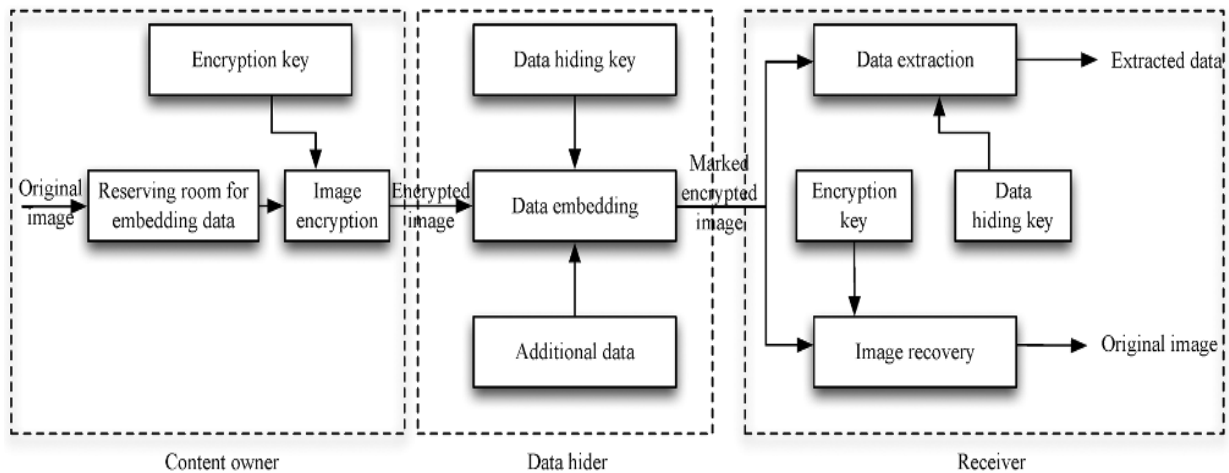 Encryption key
Data hiding key
Data extraction
Extracted data
Original
image
Reserving room for
embedding data
Image
encryption
Encrypted
image
Data embedding
Marked
encrypted
image
Encryption
key
Data
hiding key
Additional data
Image recovery
Original image
Content owner
Data hider
Receiver